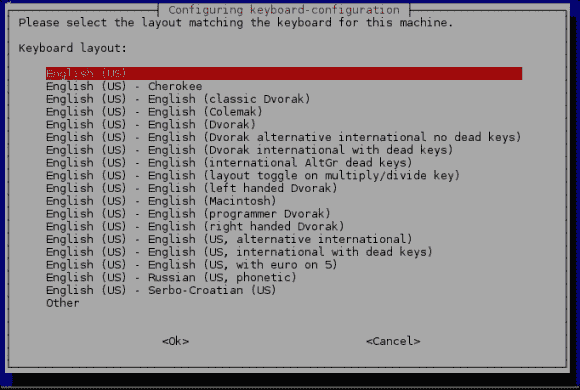 Configuring keyboard-configuration
Please select the layout matching the keyboard for this machine.
Keyboard layout:
English (US)
English (US) - Cherokee
English (US) - English (classic Dvorak)
English (US) - English (Colemak)
English (US) - English (Dvorak)
English (US) - English (Dvorak alternative international no dead keys)
English (US) - English (Dvorak international with dead keys)
English (US) - English (international AltGr dead keys)
English (US) - English (layout toggle on multiply/divide key)
English (US) - English (left handed Dvorak)
English (US) - English (Macintosh)
English (US) - English (programmer Dvorak)
English (US) - English (right handed Dvorak)
English (US) - English (US, alternative international)
English (US) - English (US, international with dead keys)
English (US) - English (US, with euro on 5)
English (US) - Russian (US, phonetic)
English (US) - Serbo-Croatian (US)
Other
<Ok> <Cancel>